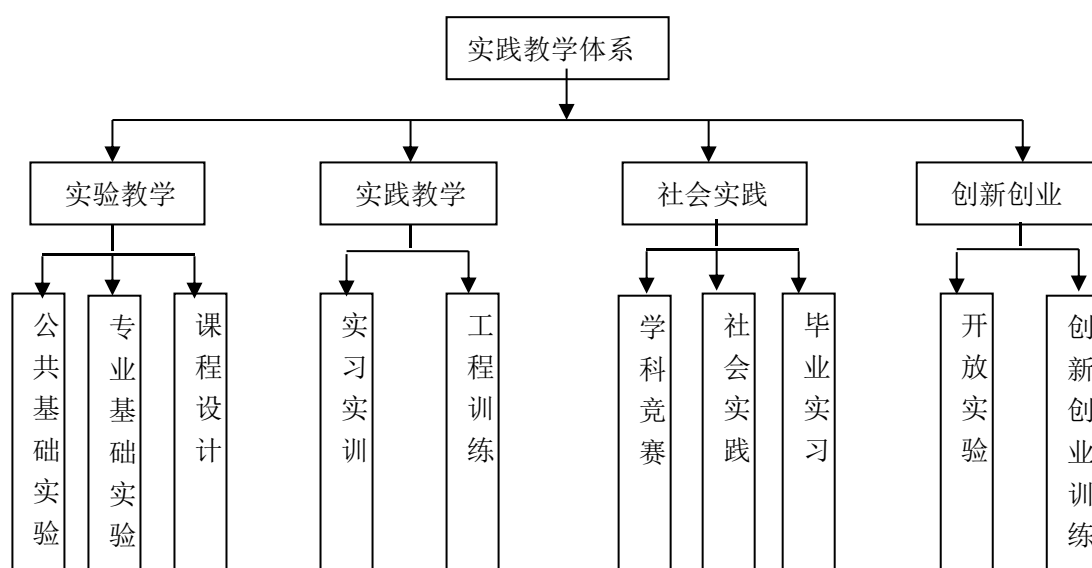 实践教学体系
实验教学
实践教学
社会实践
创新创业
公共基础实验
专业基础实验
课程设计
实习实训
工程训练
学科竞赛
社会实践
毕业实习
开放实验
创新创业训练